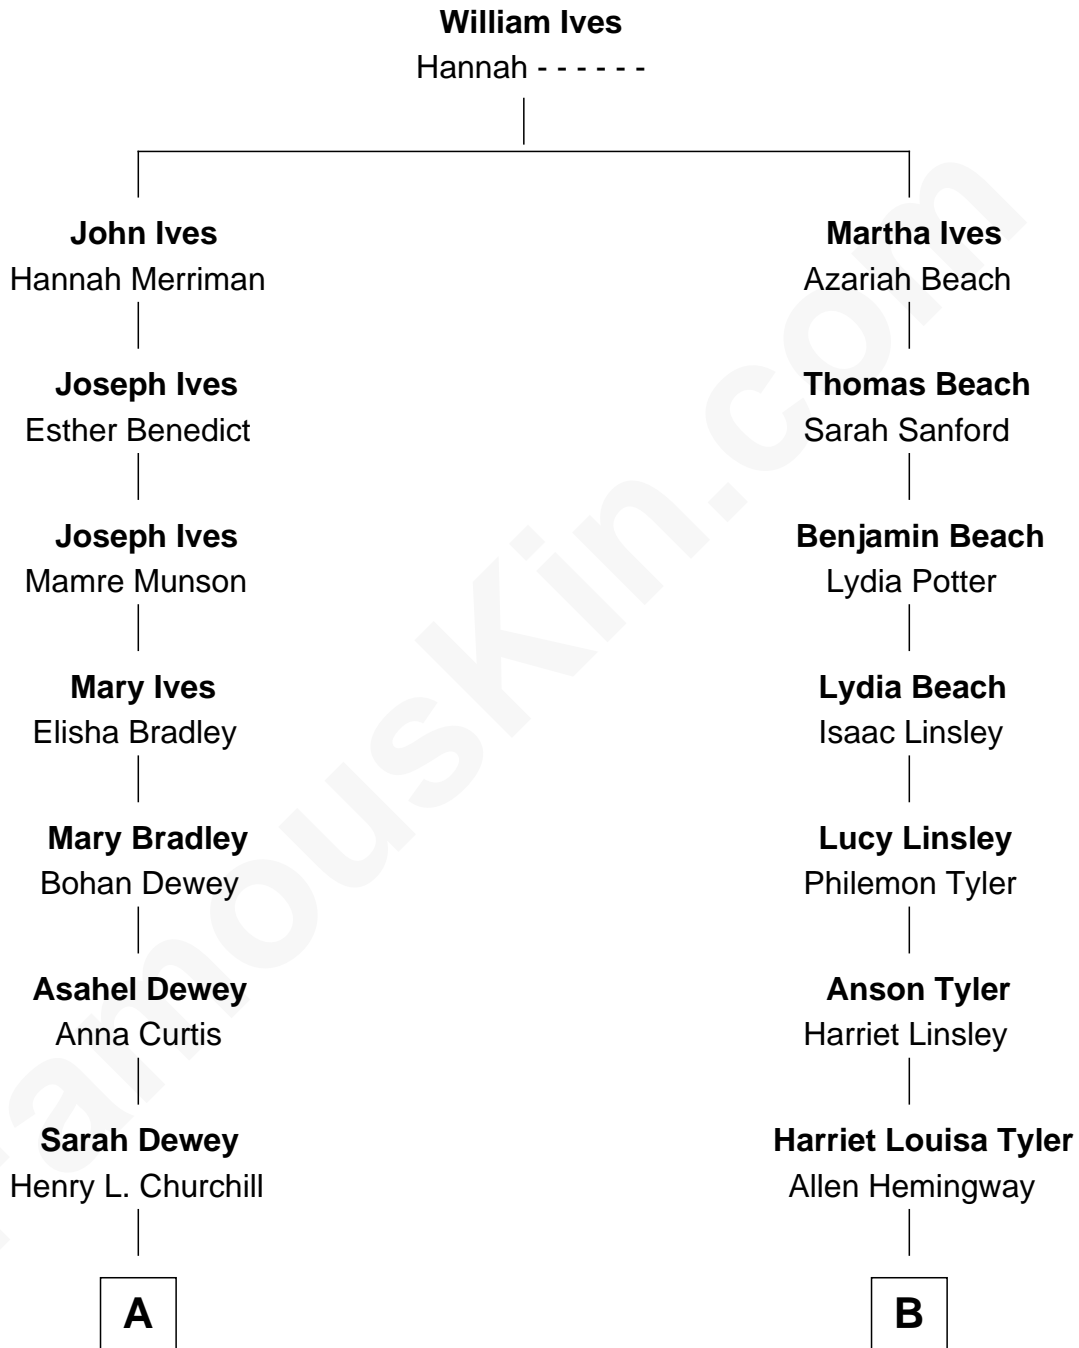 William Ives
Hannah - - - - - -
John Ives
Hannah Merriman
Martha Ives
Azariah Beach
Joseph Ives
Esther Benedict
Thomas Beach
Sarah Sanford
Joseph Ives
Mamre Munson
Benjamin Beach
Lydia Potter
Mary Ives
Elisha Bradley
Lydia Beach
Isaac Linsley
Mary Bradley
Bohan Dewey
Lucy Linsley
Philemon Tyler
Asahel Dewey
Anna Curtis
Anson Tyler
Harriet Linsley
Sarah Dewey
Henry L. Churchill
Harriet Louisa Tyler
Allen Hemingway
A
B
FamousKin.com